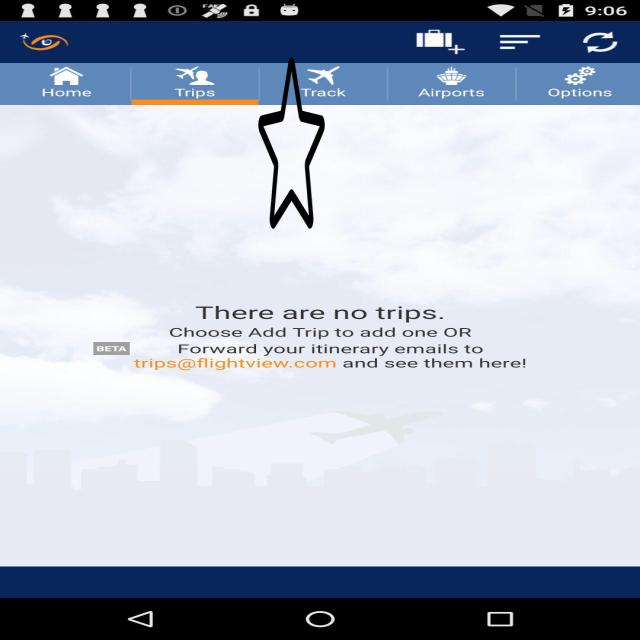 9:06
Home
Trips
Track
Airports
Options
There are no trips.
Choose Add Trip to add one OR
BETA Forward your itinerary emails to
trips@flightview.com and see them here!